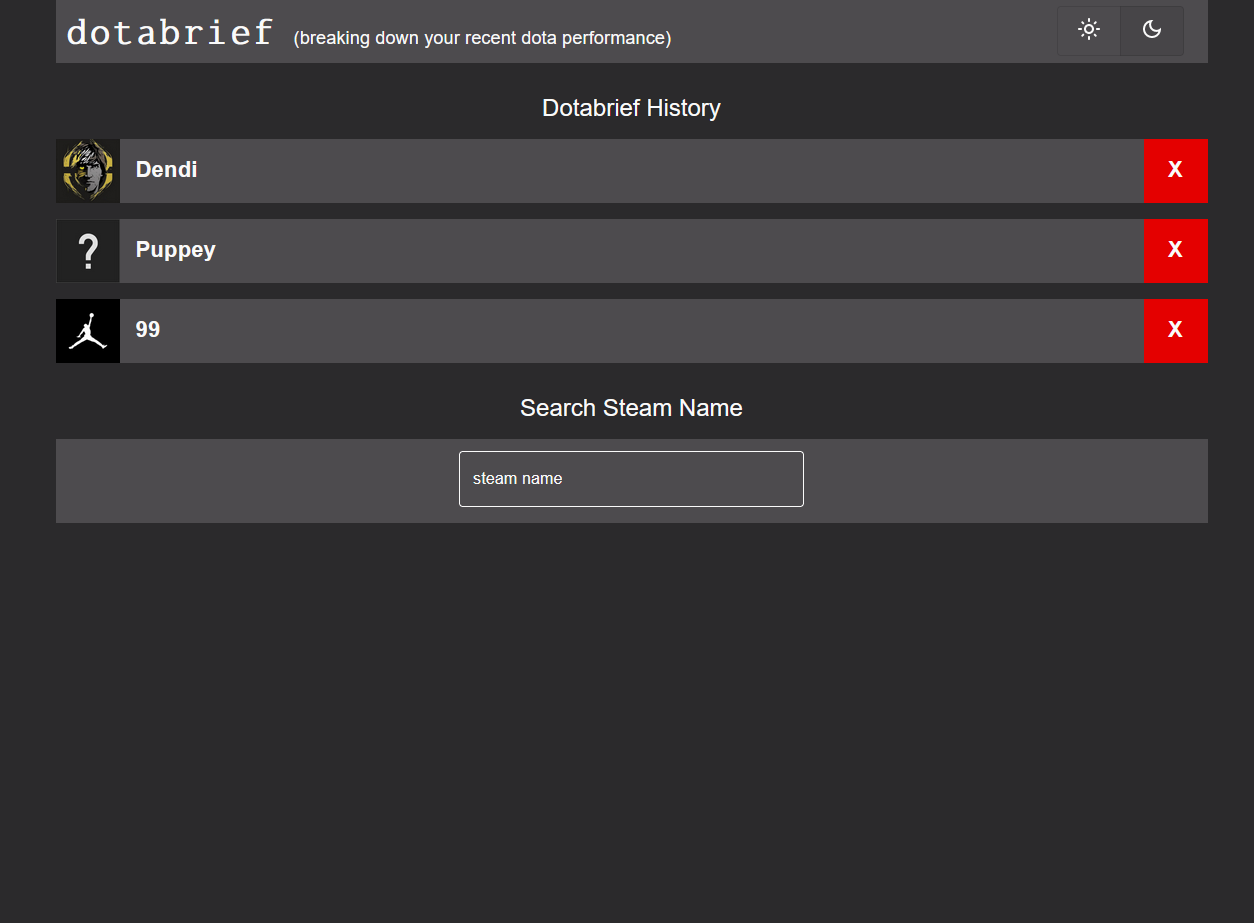 dotabrief (breaking down your recent dota performance)
Dotabrief History
Dendi X
?
Puppey X
99 X
Search Steam Name
steam name